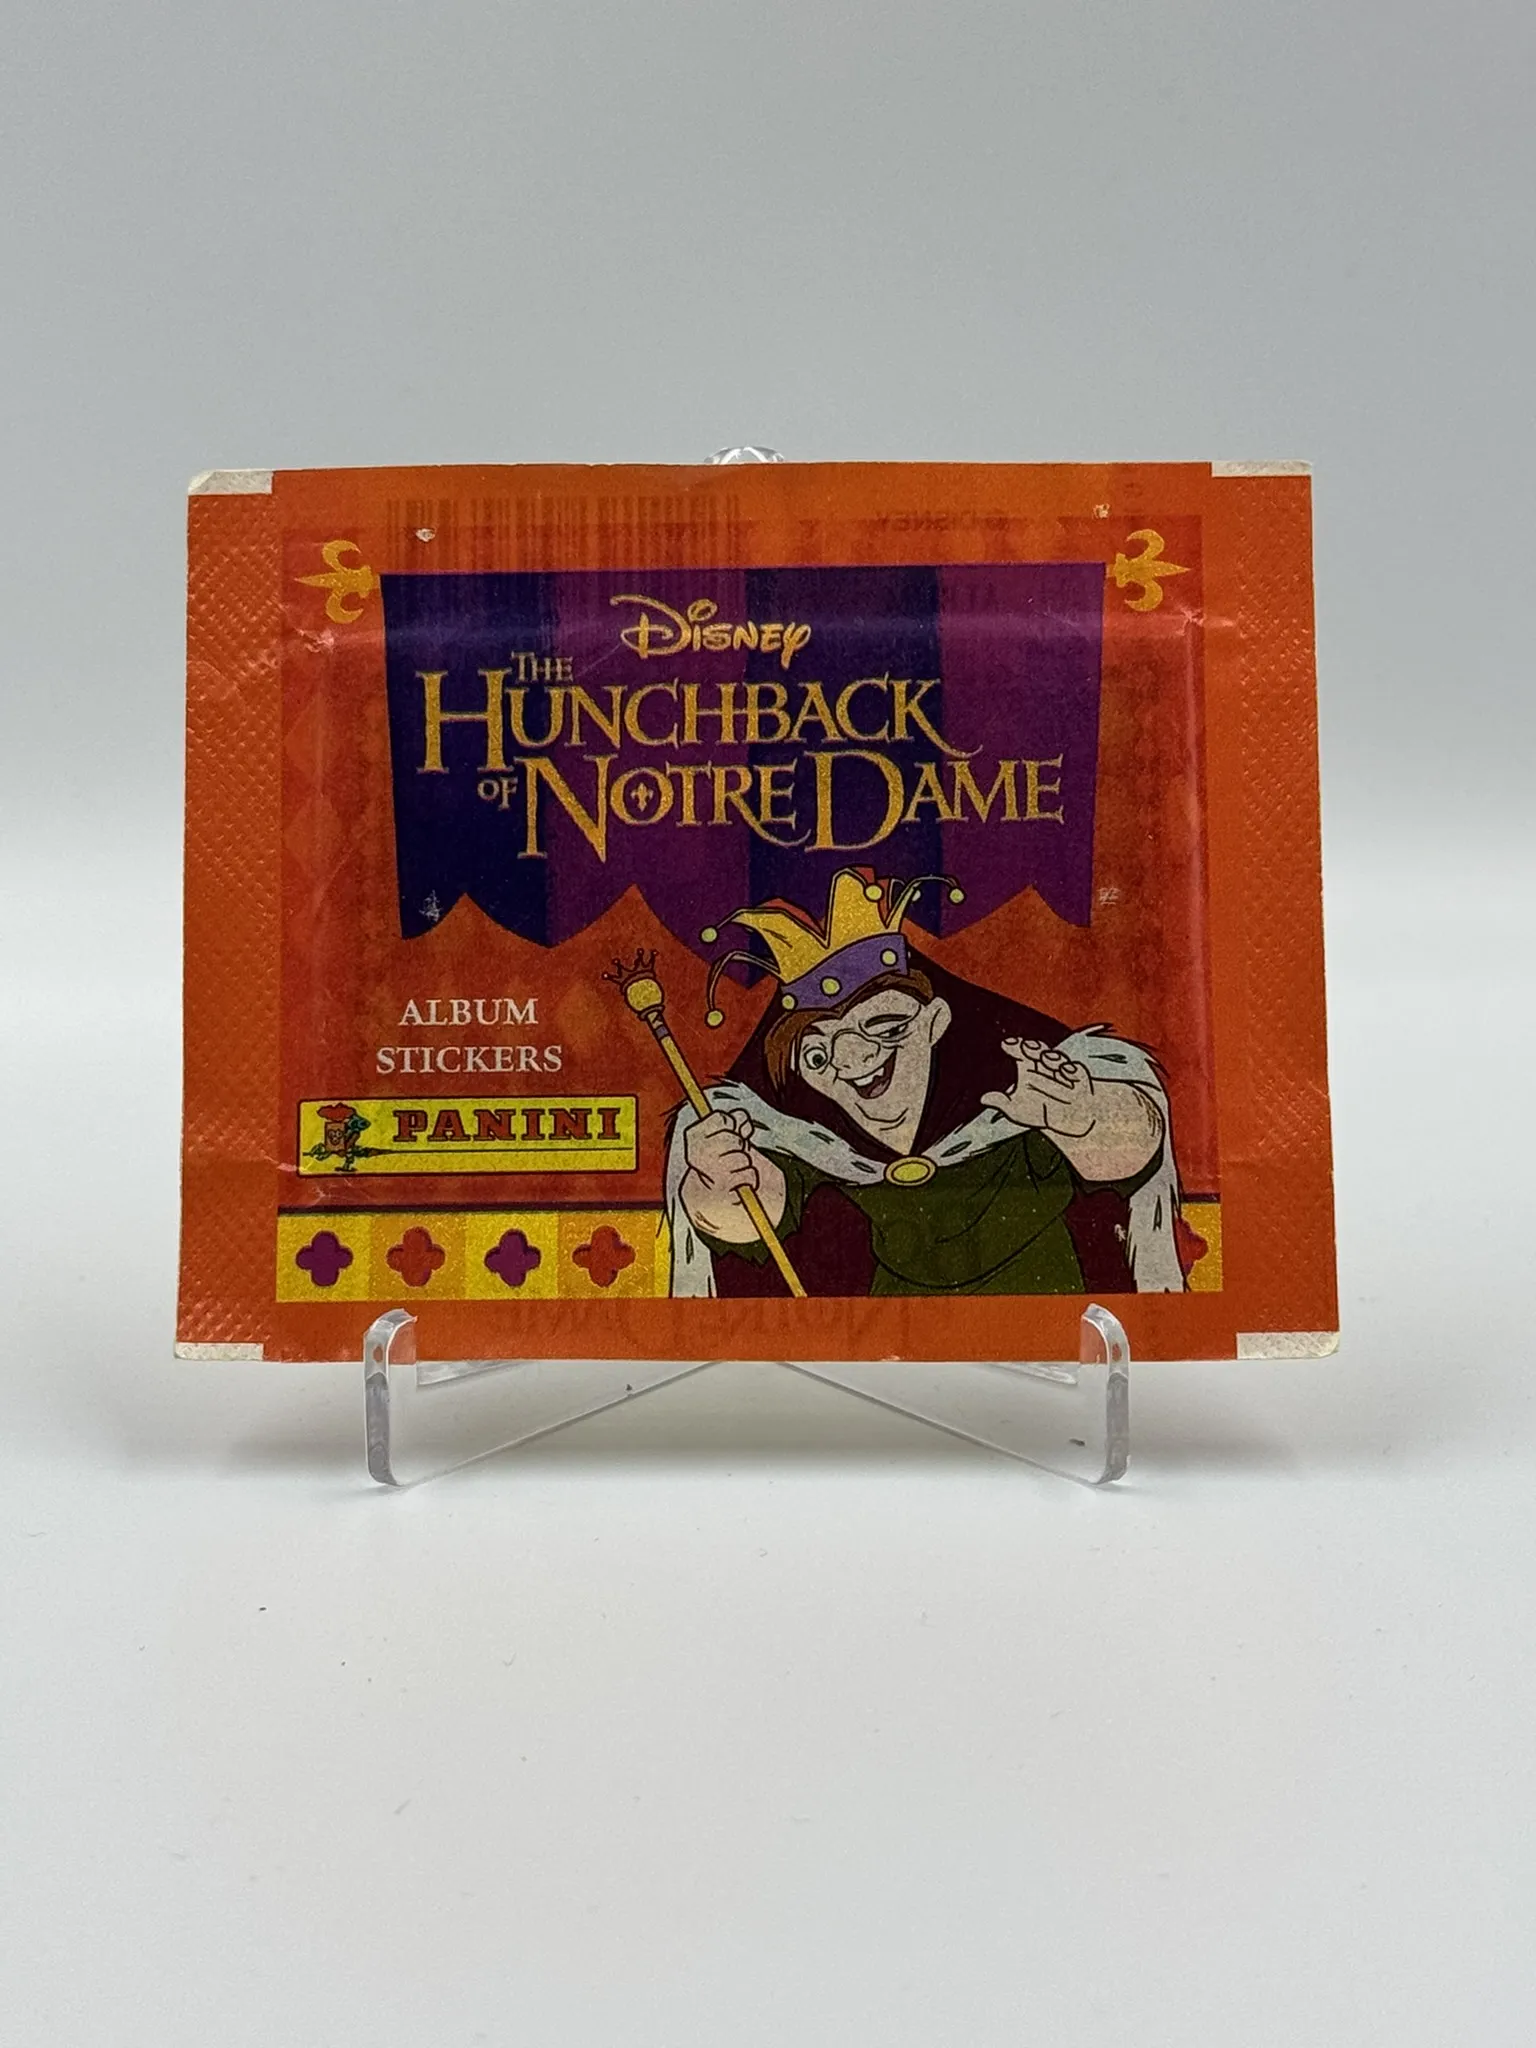 Disney
THE
HUNCHBACK
OF NOTRE DAME
ALBUM
STICKERS
PANINI